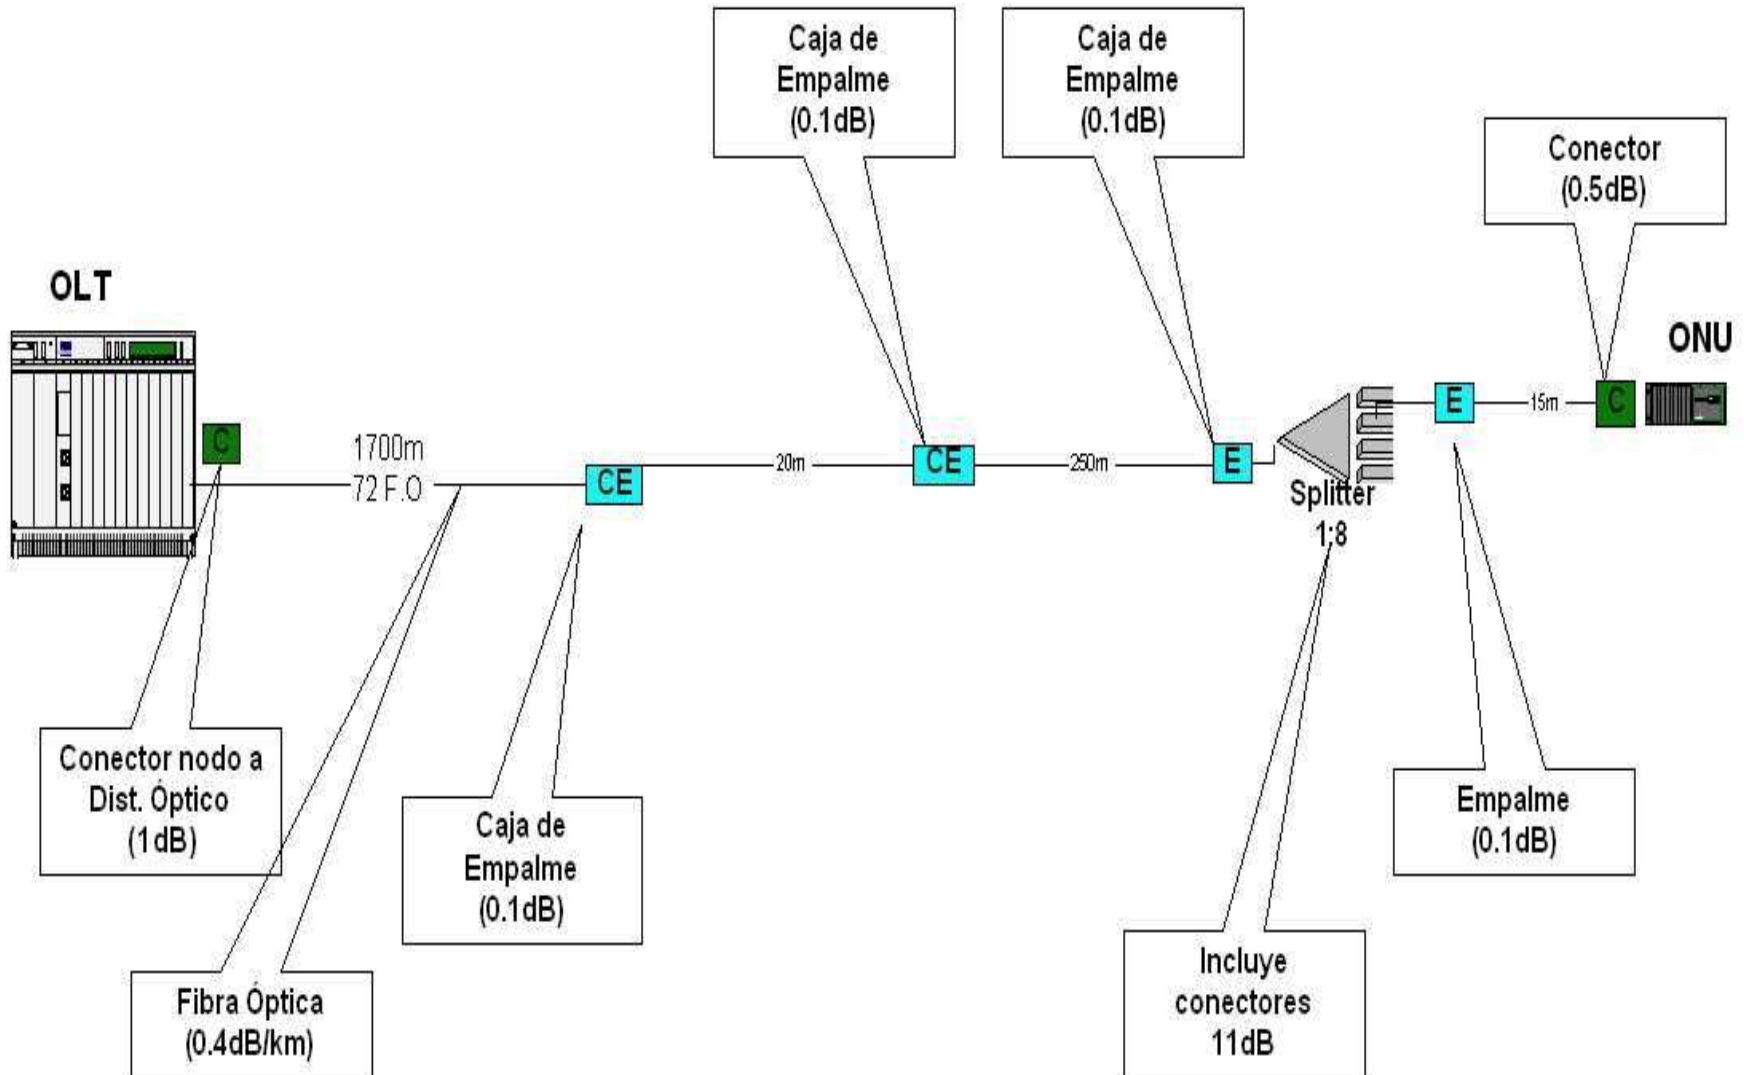 Caja de
Empalme
(0.1dB)
Caja de
Empalme
(0.1dB)
Conector
(0.5dB)
OLT
ONU
C
1700m
72 F.O
CE
20m
CE
250m
E
Splitter
1:8
E
15m
C
Conector nodo a
Dist. Óptico
(1dB)
Caja de
Empalme
(0.1dB)
Empalme
(0.1dB)
Fibra Óptica
(0.4dB/km)
Incluye
conectores
11dB